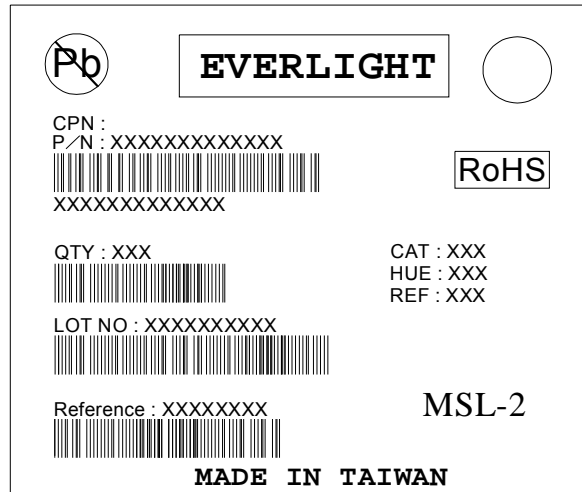 Pb
EVERLIGHT
CPN :
P/N : XXXXXXXXXXXXX
RoHS
XXXXXXXXXXXXX
QTY : XXX
CAT : XXX
HUE : XXX
REF : XXX
LOT NO : XXXXXXXXXX
Reference : XXXXXXXX
MSL-2
MADE IN TAIWAN